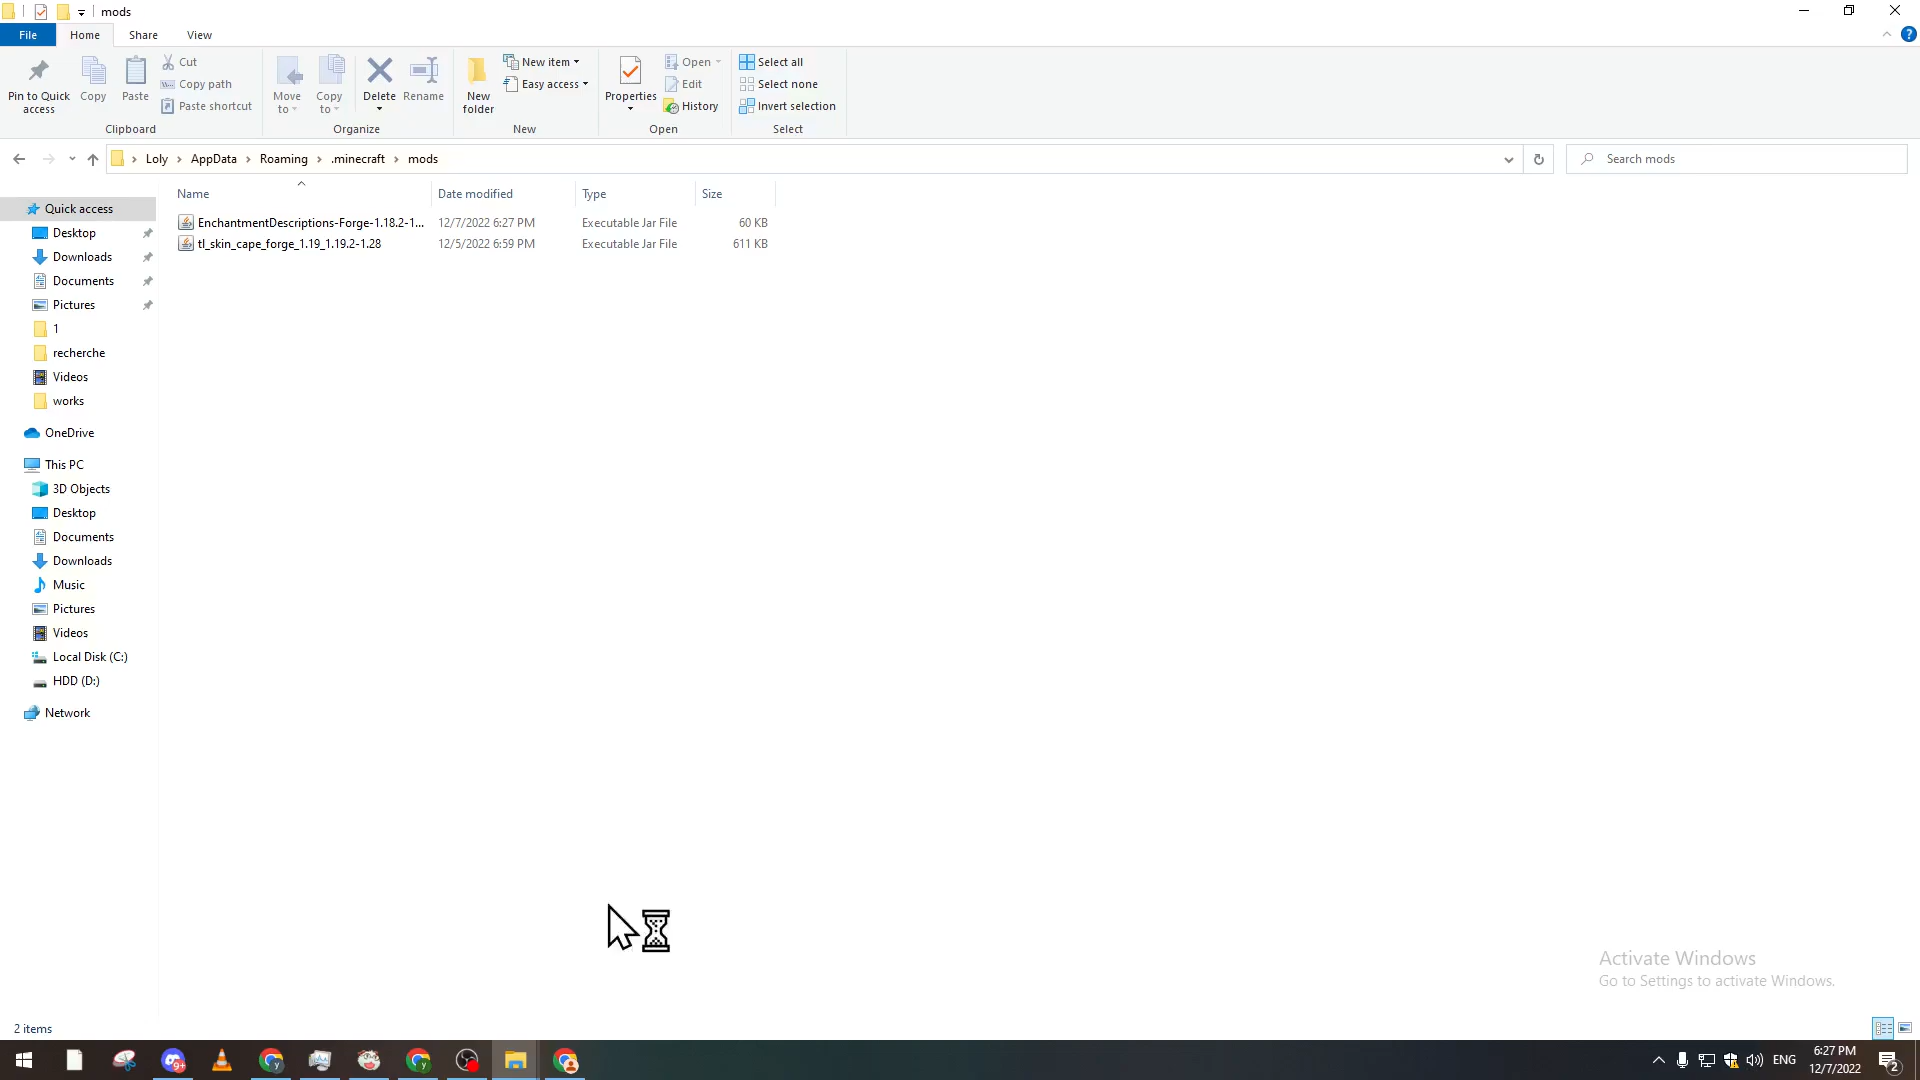 mods
File Home Share View
Pin to Quick access
Copy
Paste
Cut
Copy path
Paste shortcut
Clipboard
Move to
Copy to
Delete
Rename
Organize
New folder
New item
Easy access
New
Properties
Open
Edit
History
Open
Select all
Select none
Invert selection
Select
Loly > AppData > Roaming > .minecraft > mods
Search mods
Name Date modified Type Size
EnchantmentDescriptions-Forge-1.18.2-1... 12/7/2022 6:27 PM Executable Jar File 60 KB
tl_skin_cape_forge_1.19_1.19.2-1.28 12/5/2022 6:59 PM Executable Jar File 611 KB
Quick access
Desktop
Downloads
Documents
Pictures
1
recherche
Videos
works
OneDrive
This PC
3D Objects
Desktop
Documents
Downloads
Music
Pictures
Videos
Local Disk (C:)
HDD (D:)
Network
Activate Windows
Go to Settings to activate Windows.
2 items
9+
ENG
6:27 PM
12/7/2022
2